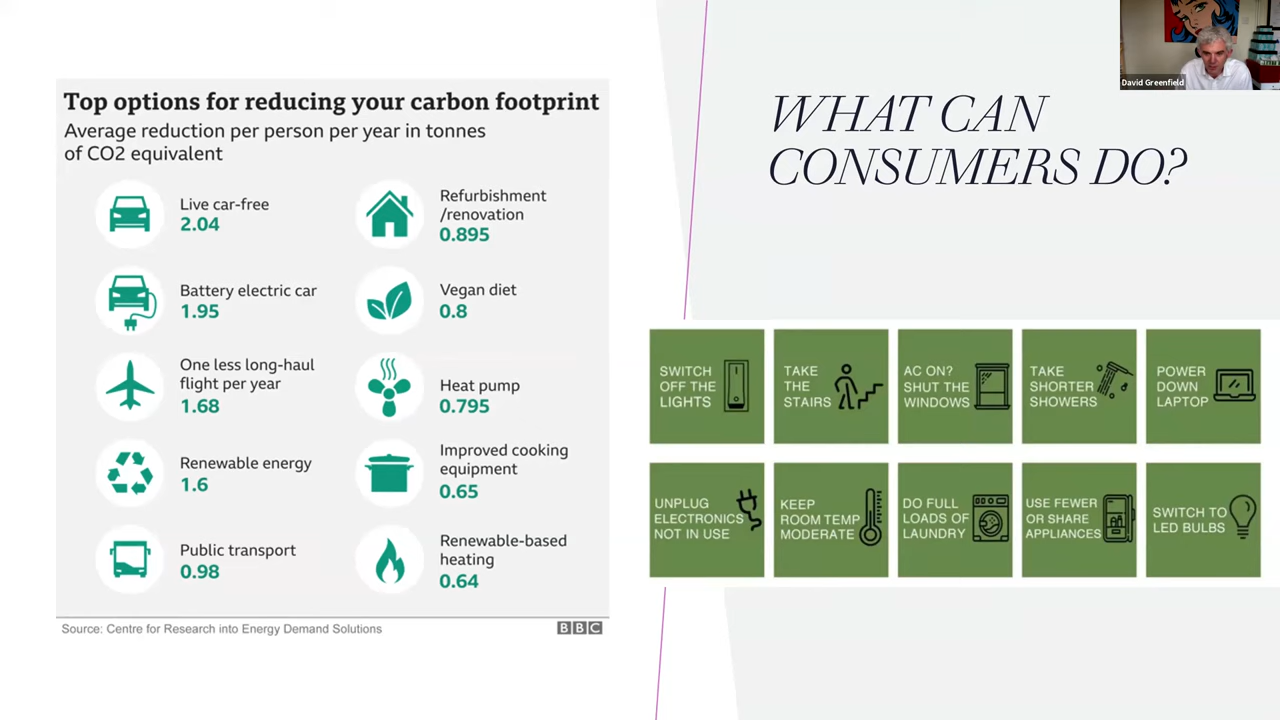 Top options for reducing your carbon footprint
Average reduction per person per year in tonnes
of CO2 equivalent
Live car-free
2.04
Battery electric car
1.95
One less long-haul
flight per year
1.68
Renewable energy
1.6
Public transport
0.98
Refurbishment
/renovation
0.895
Vegan diet
0.8
Heat pump
0.795
Improved cooking
equipment
0.65
Renewable-based
heating
0.64
Source: Centre for Research into Energy Demand Solutions
BBC
David Greenfield
WHAT CAN
CONSUMERS DO?
SWITCH
OFF THE
LIGHTS
TAKE
THE
STAIRS
AC ON?
SHUT THE
WINDOWS
TAKE
SHORTER
SHOWERS
POWER
DOWN
LAPTOP
UNPLUG
ELECTRONICS
NOT IN USE
KEEP
ROOM TEMP
MODERATE
DO FULL
LOADS OF
LAUNDRY
USE FEWER
OR SHARE
APPLIANCES
SWITCH TO
LED BULBS